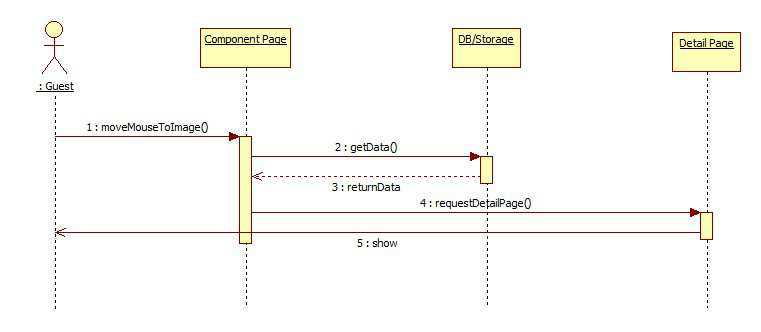 Component Page
DB/Storage
Detail Page
: Guest
1 : moveMouseToImage()
2 : getData()
3 : returnData
4 : requestDetailPage()
5 : show